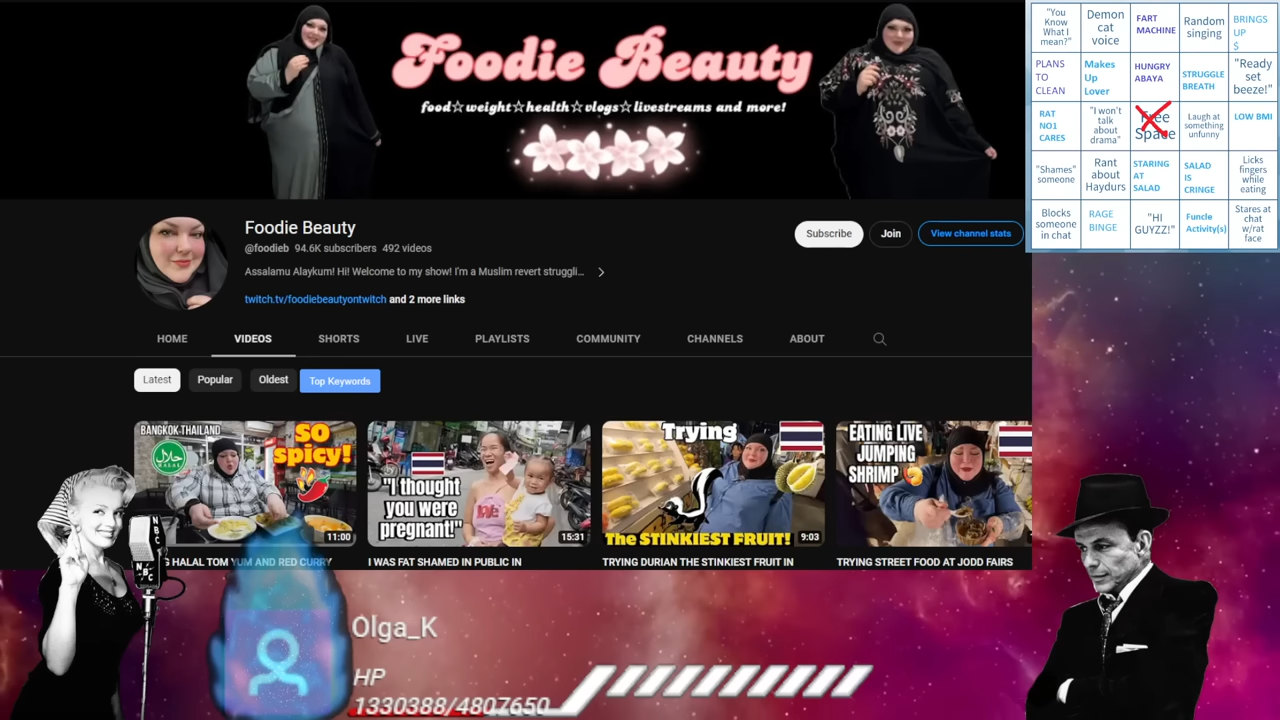 Foodie Beauty
food☆weight☆health☆vlogs☆livestreams and more!
Foodie Beauty
@foodieb 94.6K subscribers 492 videos
Assalamu Alaykum! Hi! Welcome to my show! I'm a Muslim revert struggli...
twitch.tv/foodiebeautyontwitch and 2 more links
Subscribe
Join
View channel stats
HOME
VIDEOS
SHORTS
LIVE
PLAYLISTS
COMMUNITY
CHANNELS
ABOUT
Latest
Popular
Oldest
Top Keywords
BANGKOK THAILAND
حلال
HALAL
SO
spicy!
11:00
G HALAL TOM YUM AND RED CURRY
"I thought
you were
pregnant!"
15:31
I WAS FAT SHAMED IN PUBLIC IN
Trying
The STINKIEST FRUIT!
9:03
TRYING DURIAN THE STINKIEST FRUIT IN
EATING LIVE
JUMPING
SHRIMP
TRYING STREET FOOD AT JODD FAIRS
"You
Know
What I
mean?"
Demon
cat
voice
FART
MACHINE
Random
singing
BRINGS
UP
$
PLANS
TO
CLEAN
Makes
Up
Lover
HUNGRY
ABAYA
STRUGGLE
BREATH
"Ready
set
beeze!"
RAT
NO1
CARES
"I won't
talk
about
drama"
Free
Space
Laugh at
something
unfunny
LOW BMI
"Shames"
someone
Rant
about
Haydurs
STARING
AT
SALAD
SALAD
IS
CRINGE
Licks
fingers
while
eating
Blocks
someone
in chat
RAGE
BINGE
"HI
GUYZZ!"
Funcle
Activity(s)
Stares at
chat
w/rat
face
NBC
NBC
Olga_K
HP
1330388/4807650